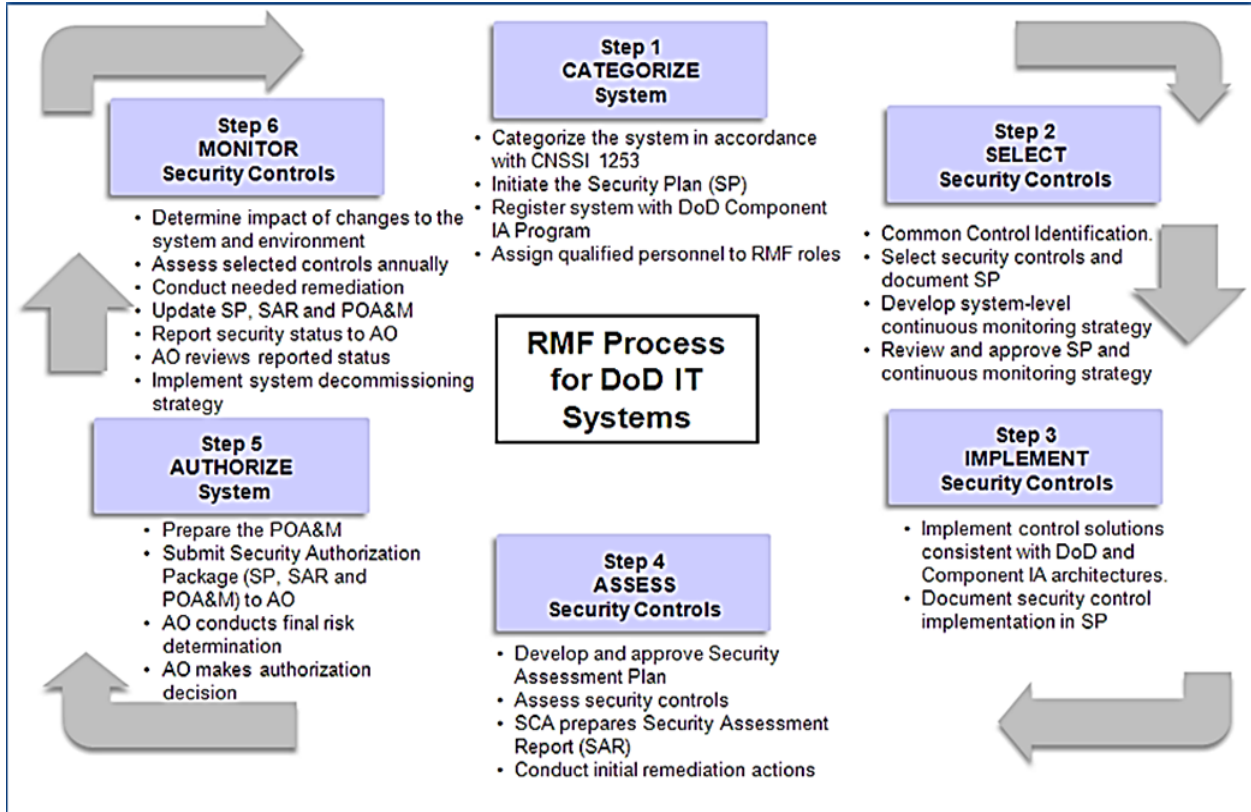 Step 1
CATEGORIZE
System
• Categorize the system in accordance
with CNSSI 1253
• Initiate the Security Plan (SP)
• Register system with DoD Component
IA Program
• Assign qualified personnel to RMF roles
Step 2
SELECT
Security Controls
• Common Control Identification.
• Select security controls and
document SP
• Develop system-level
continuous monitoring strategy
• Review and approve SP and
continuous monitoring strategy
Step 3
IMPLEMENT
Security Controls
• Implement control solutions
consistent with DoD and
Component IA architectures.
• Document security control
implementation in SP
Step 4
ASSESS
Security Controls
• Develop and approve Security
Assessment Plan
• Assess security controls
• SCA prepares Security Assessment
Report (SAR)
• Conduct initial remediation actions
Step 5
AUTHORIZE
System
• Prepare the POA&M
• Submit Security Authorization
Package (SP, SAR and
POA&M) to AO
• AO conducts final risk
determination
• AO makes authorization
decision
Step 6
MONITOR
Security Controls
• Determine impact of changes to the
system and environment
• Assess selected controls annually
• Conduct needed remediation
• Update SP, SAR and POA&M
• Report security status to AO
• AO reviews reported status
• Implement system decommissioning
strategy
RMF Process
for DoD IT
Systems